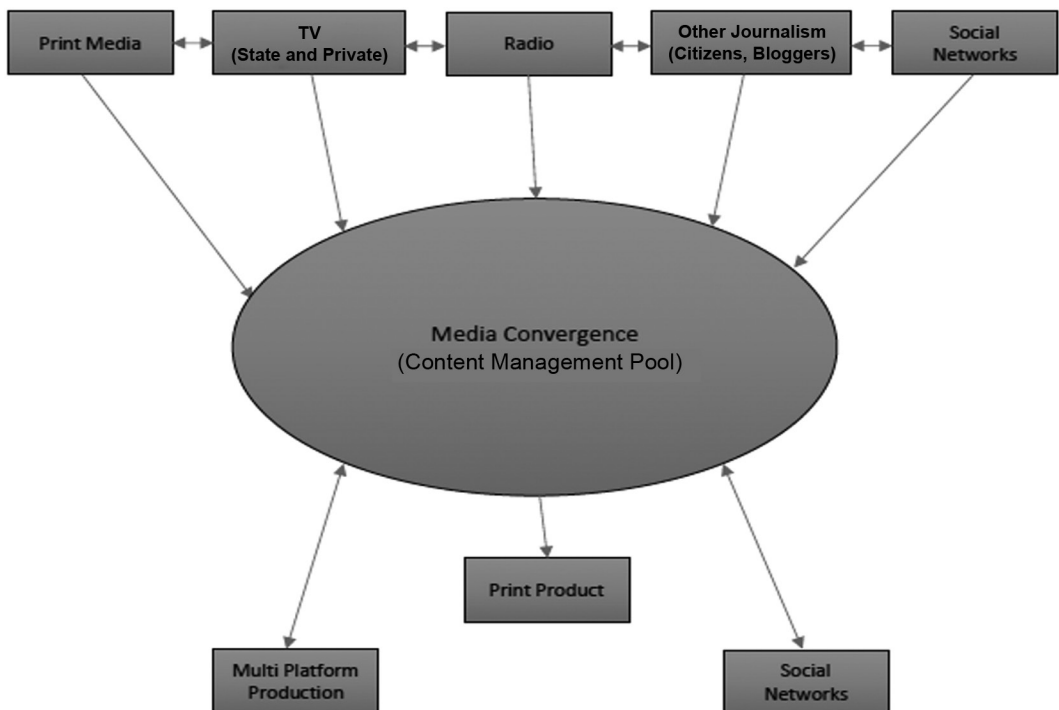 Print Media
TV
(State and Private)
Radio
Other Journalism
(Citizens, Bloggers)
Social
Networks
Media Convergence
(Content Management Pool)
Print Product
Multi Platform
Production
Social
Networks